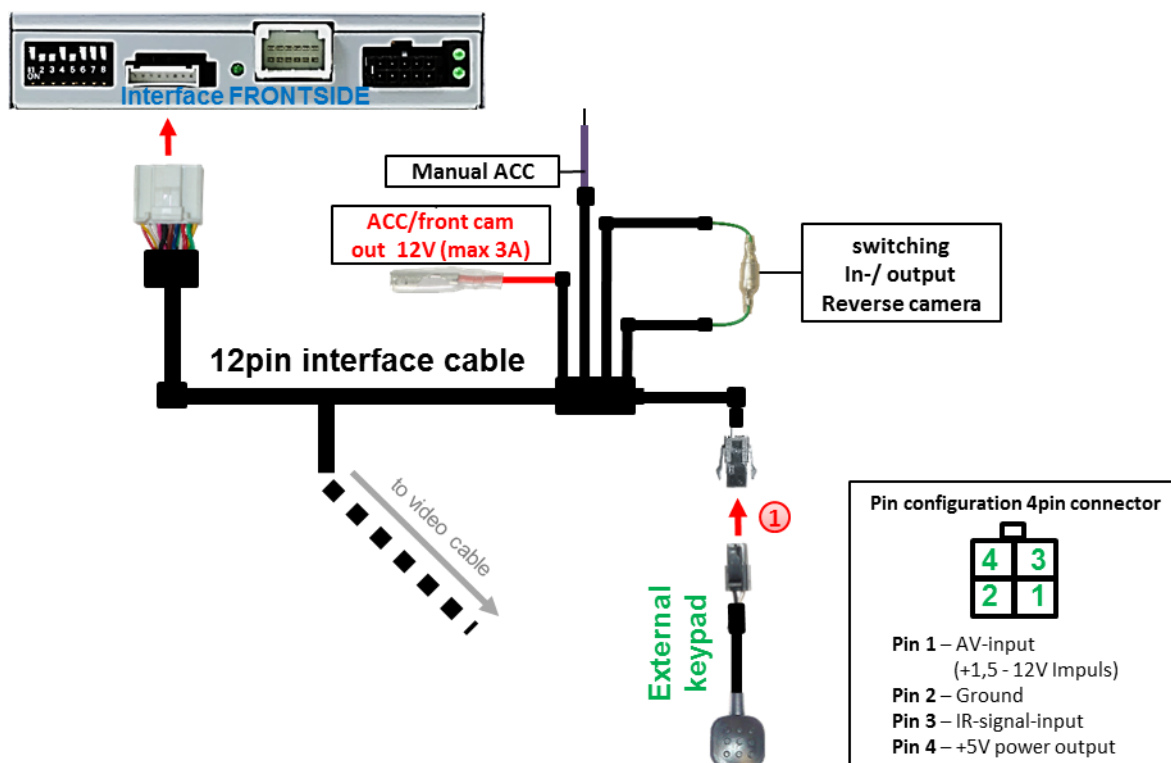 ON
1 2 3 4 5 6 7 8
Interface FRONTSIDE
Manual ACC
ACC/front cam
out 12V (max 3A)
switching
In-/ output
Reverse camera
12pin interface cable
to video cable
1
External
keypad
Pin configuration 4pin connector
4 3
2 1
Pin 1 – AV-input
(+1,5 - 12V Impuls)
Pin 2 – Ground
Pin 3 – IR-signal-input
Pin 4 – +5V power output